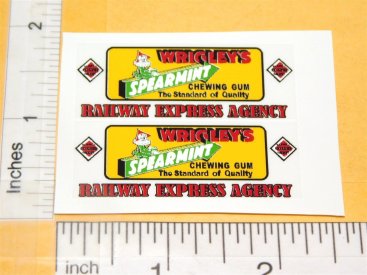 WRIGLEY'S
SPEARMINT
CHEWING GUM
The Standard of Quality
RAILWAY EXPRESS AGENCY
WRIGLEY'S
SPEARMINT
CHEWING GUM
The Standard of Quality
RAILWAY EXPRESS AGENCY
Inches
1
2
inch
1
2